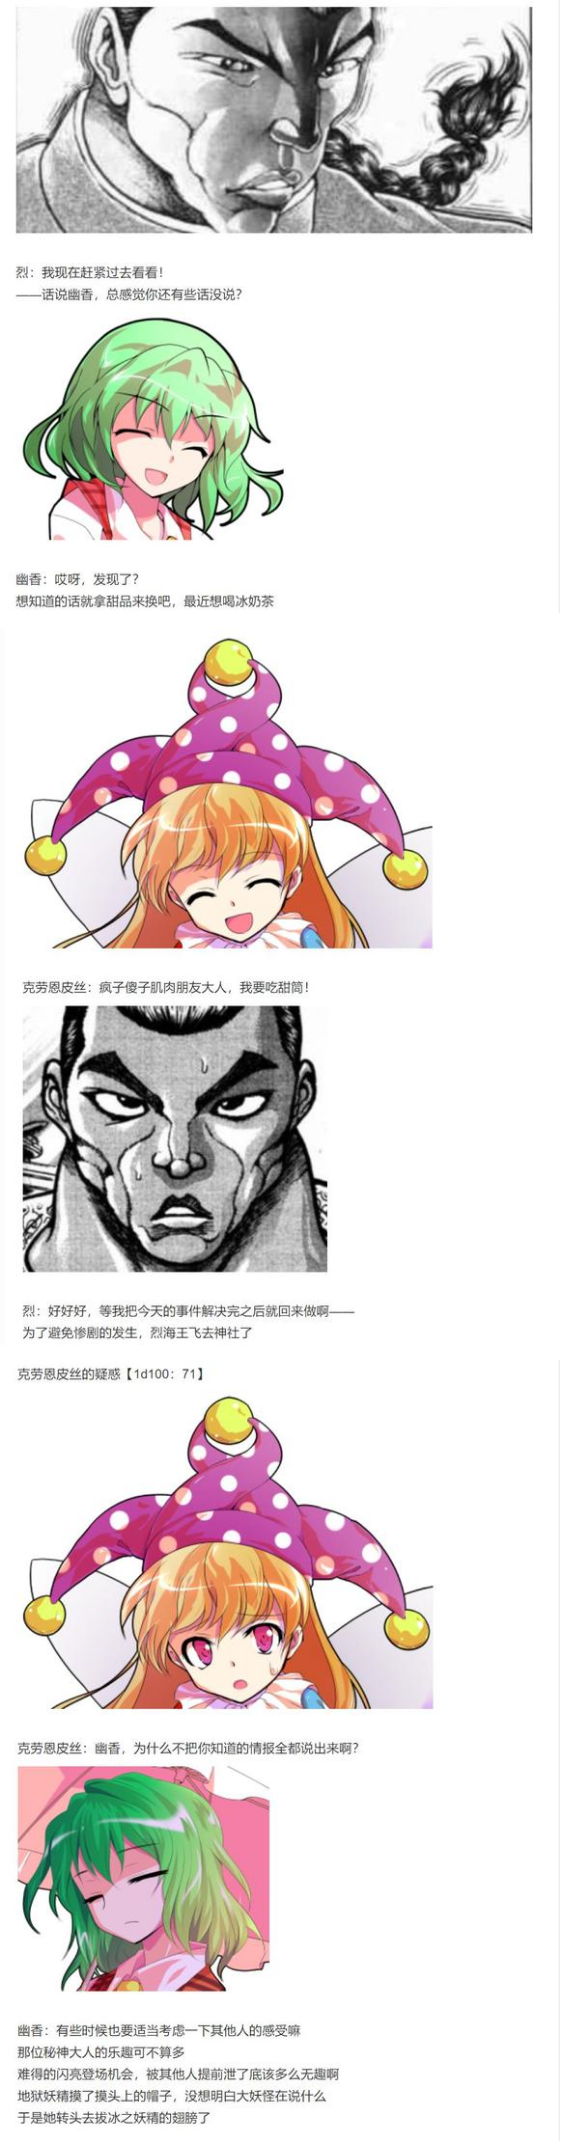 烈：我现在赶紧过去看看！
——话说幽香，总感觉你还有些话没说？
幽香：哎呀，发现了？
想知道的话就拿甜品来换吧，最近想喝冰奶茶
克劳恩皮丝：疯子傻子肌肉朋友大人，我要吃甜筒！
烈：好好好，等我把今天的事件解决完之后就回来做啊——
为了避免惨剧的发生，烈海王飞去神社了
克劳恩皮丝的疑惑【1d100：71】
克劳恩皮丝：幽香，为什么不把你知道的情报全都说出来啊？
幽香：有些时候也要适当考虑一下其他人的感受嘛
那位秘神大人的乐趣可不算多
难得的闪亮登场机会，被其他人提前泄了底该多么无趣啊
地狱妖精摸了摸头上的帽子，没想明白大妖怪在说什么
于是她转头去拔冰之妖精的翅膀了